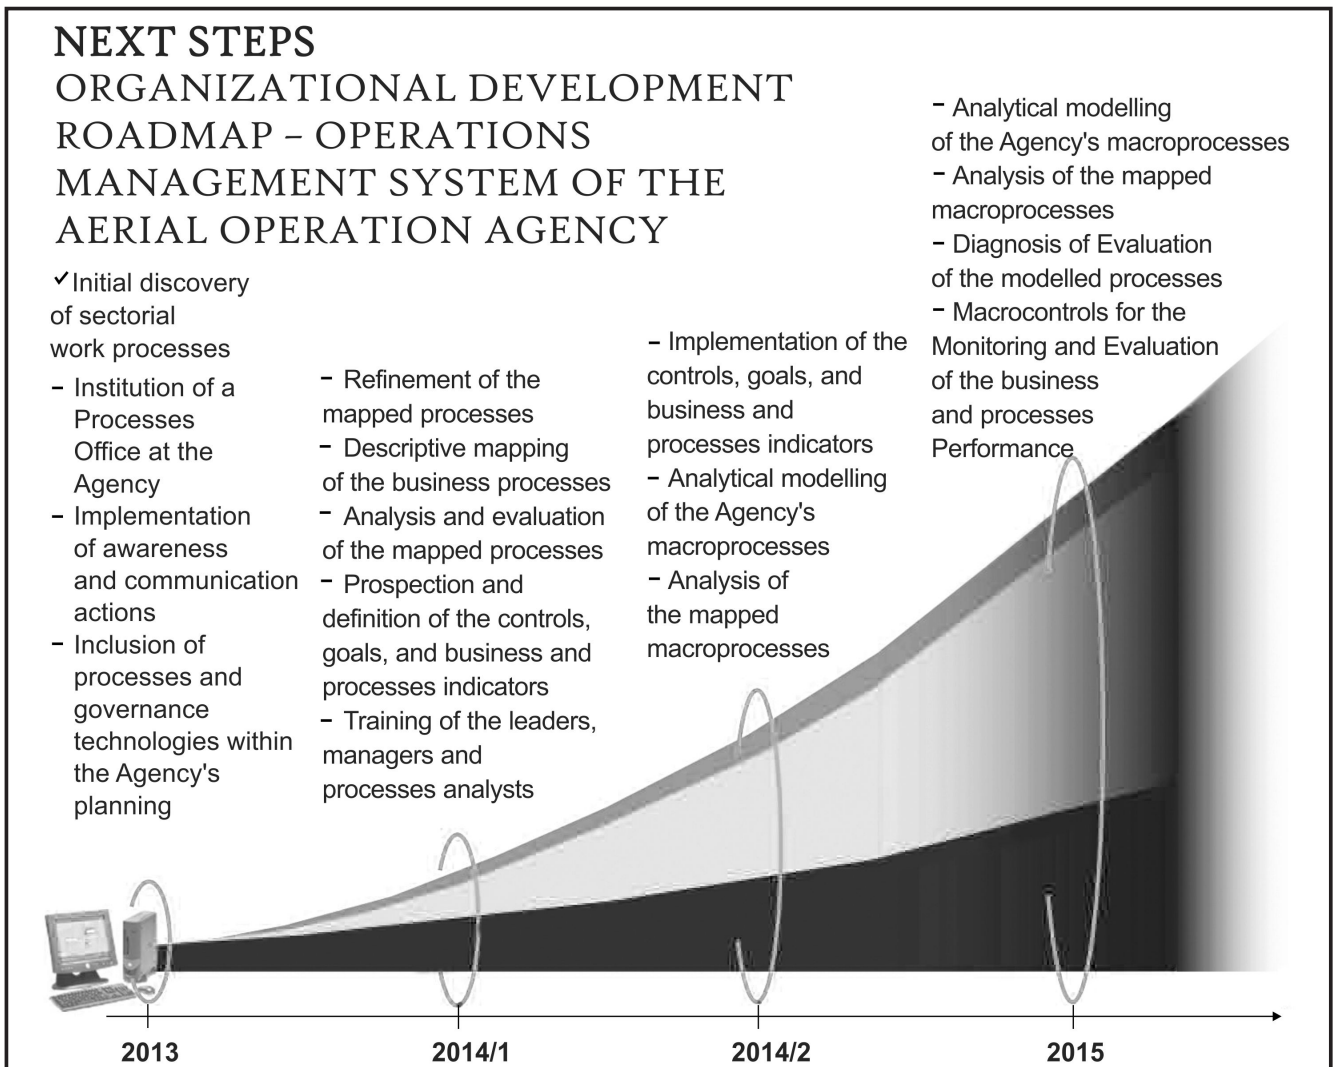 NEXT STEPS
ORGANIZATIONAL DEVELOPMENT
ROADMAP – OPERATIONS
MANAGEMENT SYSTEM OF THE
AERIAL OPERATION AGENCY
✓Initial discovery
of sectorial
work processes
– Institution of a
Processes
Office at the
Agency
– Implementation
of awareness
and communication
actions
– Inclusion of
processes and
governance
technologies within
the Agency's
planning
– Refinement of the
mapped processes
– Descriptive mapping
of the business processes
– Analysis and evaluation
of the mapped processes
– Prospection and
definition of the controls,
goals, and business and
processes indicators
– Training of the leaders,
managers and
processes analysts
– Implementation of the
controls, goals, and
business and
processes indicators
– Analytical modelling
of the Agency's
macroprocesses
– Analysis of
the mapped
macroprocesses
– Analytical modelling
of the Agency's macroprocesses
– Analysis of the mapped
macroprocesses
– Diagnosis of Evaluation
of the modelled processes
– Macrocontrols for the
Monitoring and Evaluation
of the business
and processes
Performance
2013
2014/1
2014/2
2015